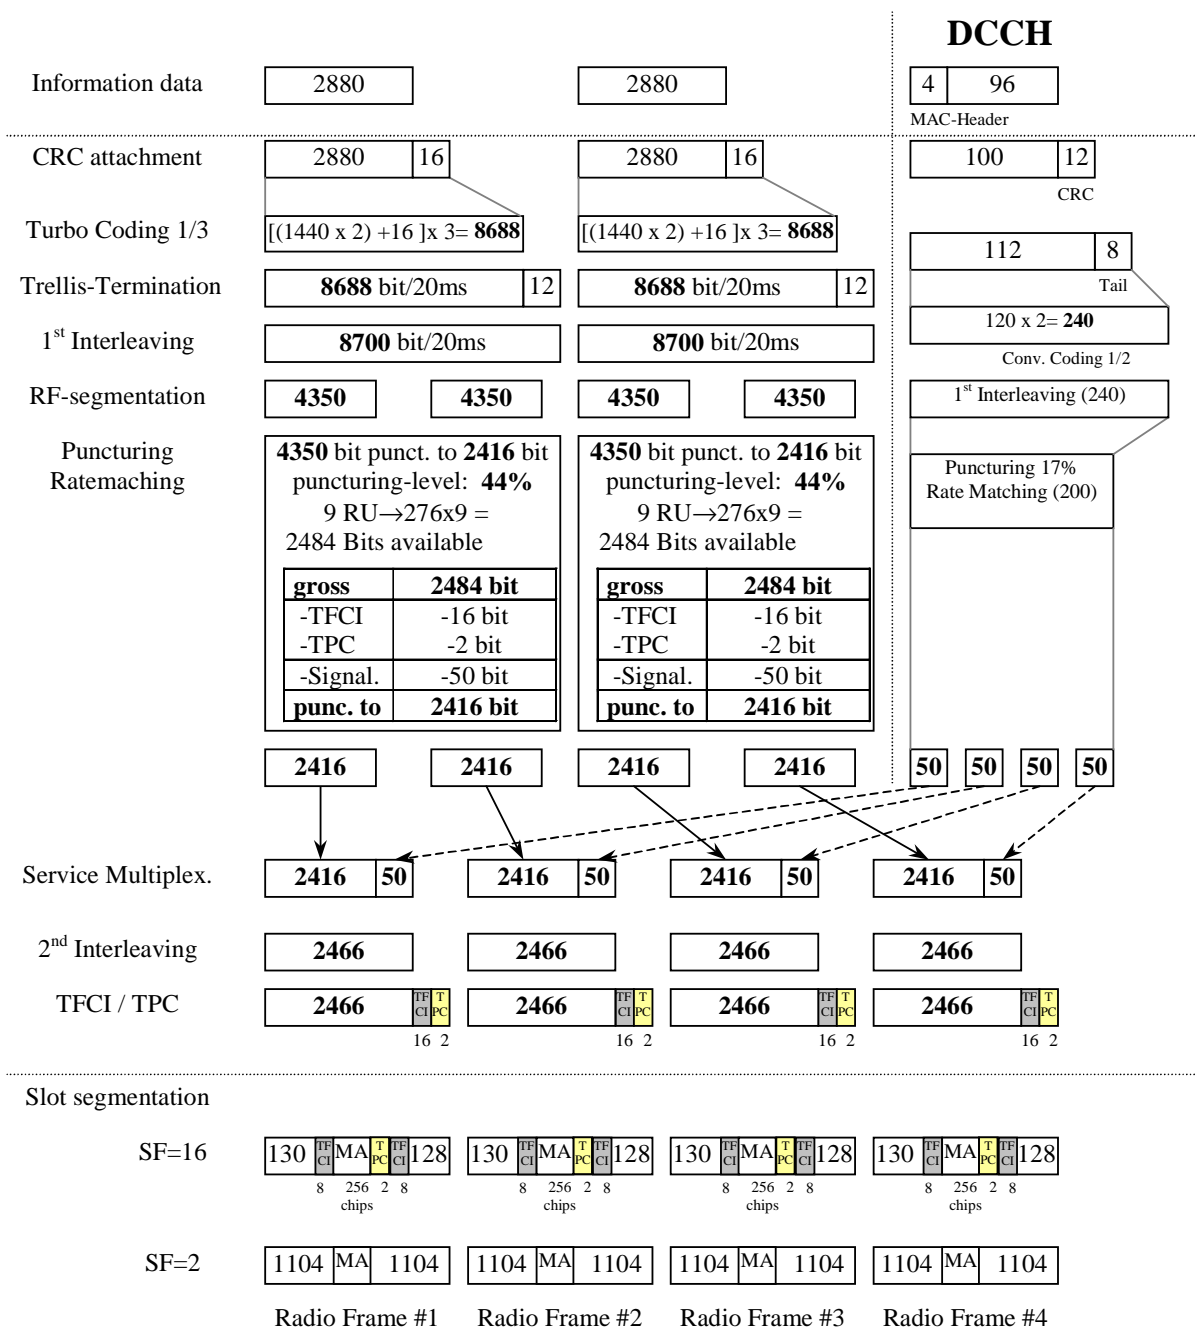 DCCH
Information data 2880 2880 4 96
MAC-Header
CRC attachment 2880 16 2880 16 100 12
CRC
Turbo Coding 1/3 [(1440 x 2) +16 ]x 3= 8688 [(1440 x 2) +16 ]x 3= 8688
112 8
Trellis-Termination 8688 bit/20ms 12 8688 bit/20ms 12
Tail
120 x 2= 240
1st Interleaving 8700 bit/20ms 8700 bit/20ms
Conv. Coding 1/2
RF-segmentation 4350 4350 4350 4350 1st Interleaving (240)
Puncturing 4350 bit punct. to 2416 bit 4350 bit punct. to 2416 bit
Puncturing 17%
Ratemaching puncturing-level: 44% puncturing-level: 44%
Rate Matching (200)
9 RU→276x9 = 9 RU→276x9 =
2484 Bits available 2484 Bits available
gross 2484 bit gross 2484 bit
-TFCI -16 bit -TFCI -16 bit
-TPC -2 bit -TPC -2 bit
-Signal. -50 bit -Signal. -50 bit
punc. to 2416 bit punc. to 2416 bit
2416 2416 2416 2416 50 50 50 50
Service Multiplex. 2416 50 2416 50 2416 50 2416 50
2nd Interleaving 2466 2466 2466 2466
TFCI / TPC 2466 TF CI T PC 2466 TF CI T PC 2466 TF CI T PC 2466 TF CI T PC
16 2 16 2 16 2 16 2
Slot segmentation
SF=16 130 TF CI MA T PC TF CI 128 130 TF CI MA T PC TF CI 128 130 TF CI MA T PC TF CI 128 130 TF CI MA T PC TF CI 128
8 256 2 8 8 256 2 8 8 256 2 8 8 256 2 8
chips chips chips chips
SF=2 1104 MA 1104 1104 MA 1104 1104 MA 1104 1104 MA 1104
Radio Frame #1 Radio Frame #2 Radio Frame #3 Radio Frame #4